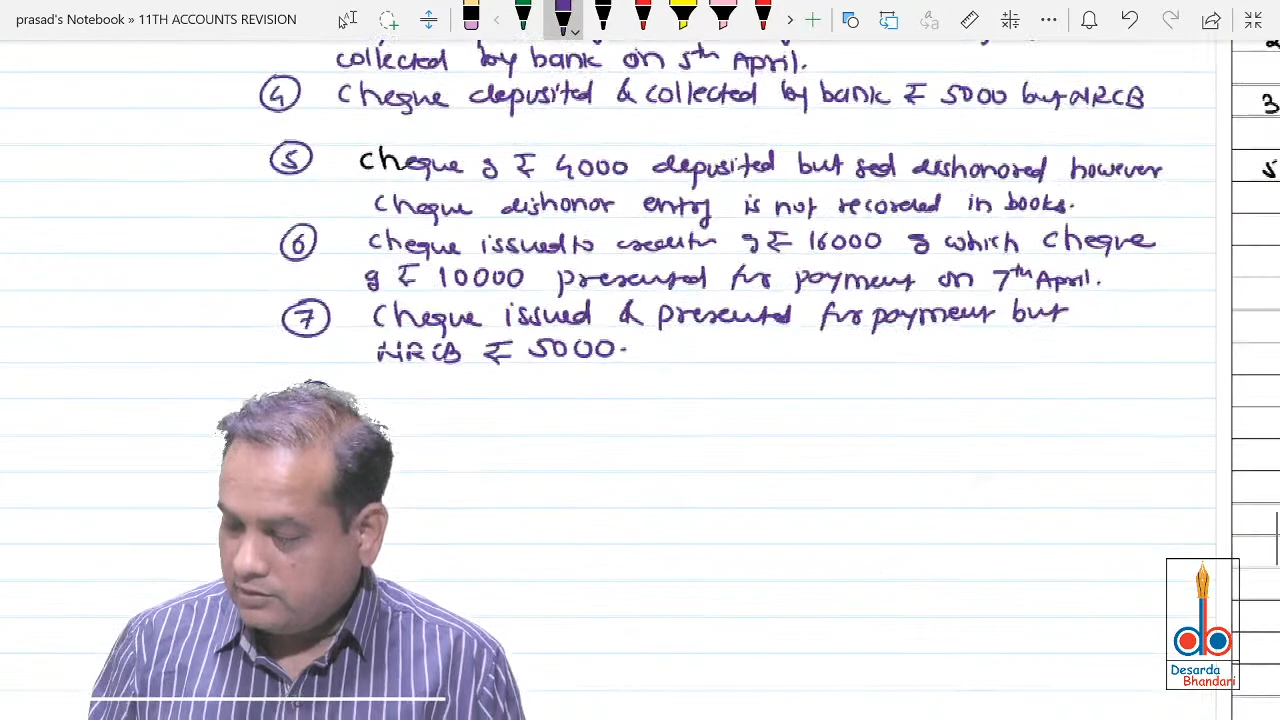 prasad's Notebook » 11TH ACCOUNTS REVISION
collected by bank on 5th April.
④ Cheque deposited & collected by bank ₹ 5000 but NRCB
3
⑤ Cheque of ₹ 4000 deposited but dishonored however
5
Cheque dishonor entry is not recorded in books.
⑥ Cheque issued to creditor of ₹ 16000 of which cheque
of ₹ 10000 presented for payment on 7th April.
⑦ Cheque issued & presented for payment but
NRCB ₹ 5000.
Desarda
Bhandari